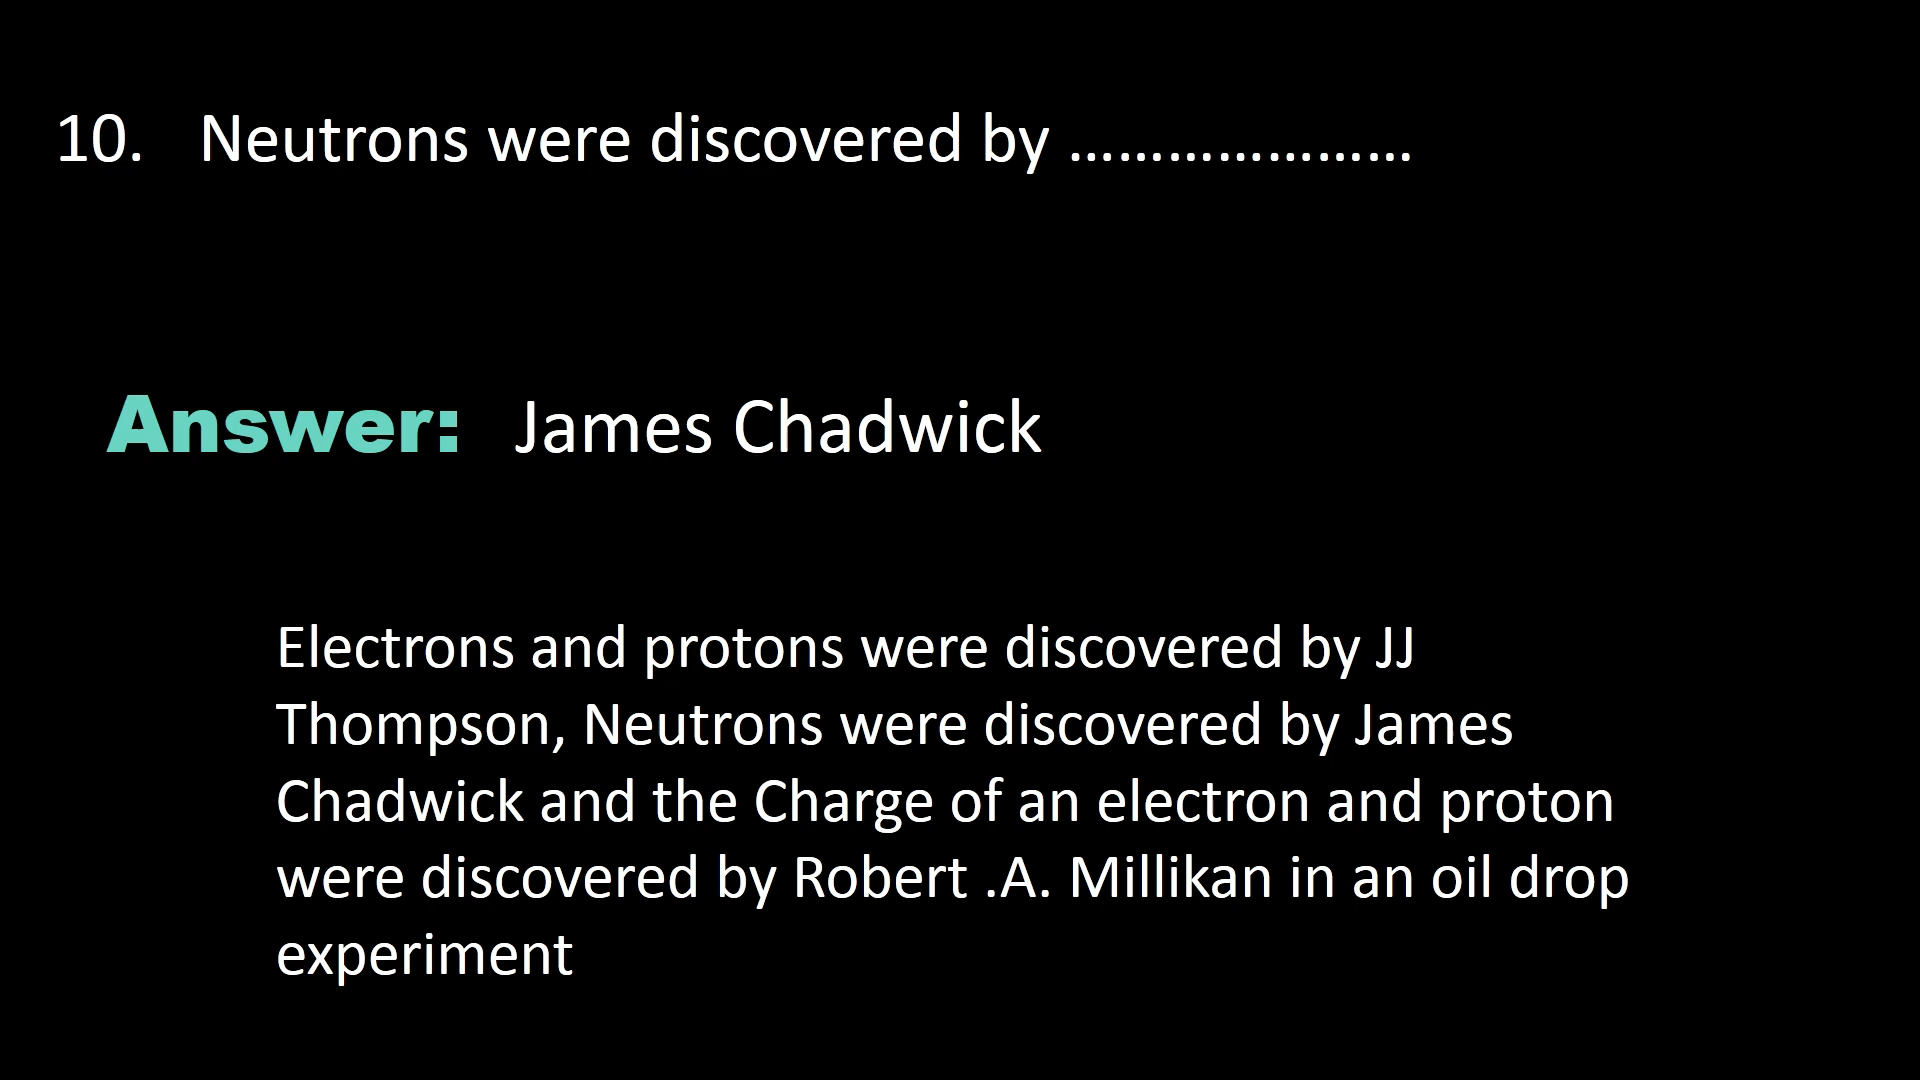 10. Neutrons were discovered by .....................
Answer: James Chadwick
Electrons and protons were discovered by JJ
Thompson, Neutrons were discovered by James
Chadwick and the Charge of an electron and proton
were discovered by Robert .A. Millikan in an oil drop
experiment